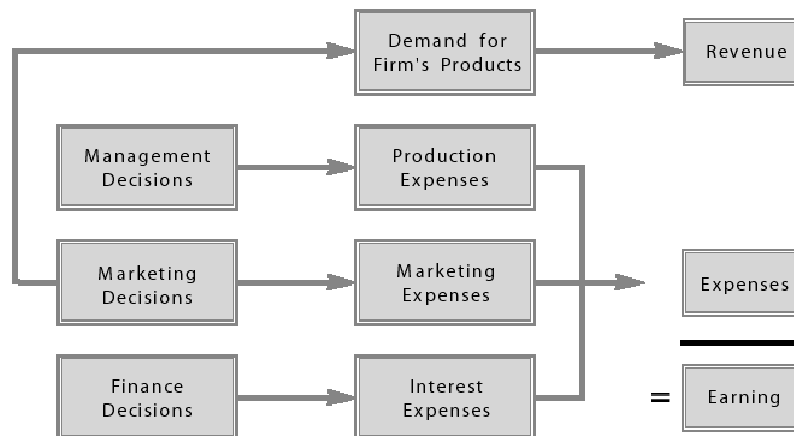 Demand for
Firm's Products
Revenue
Management
Decisions
Production
Expenses
Marketing
Decisions
Marketing
Expenses
Expenses
Finance
Decisions
Interest
Expenses
=
Earning